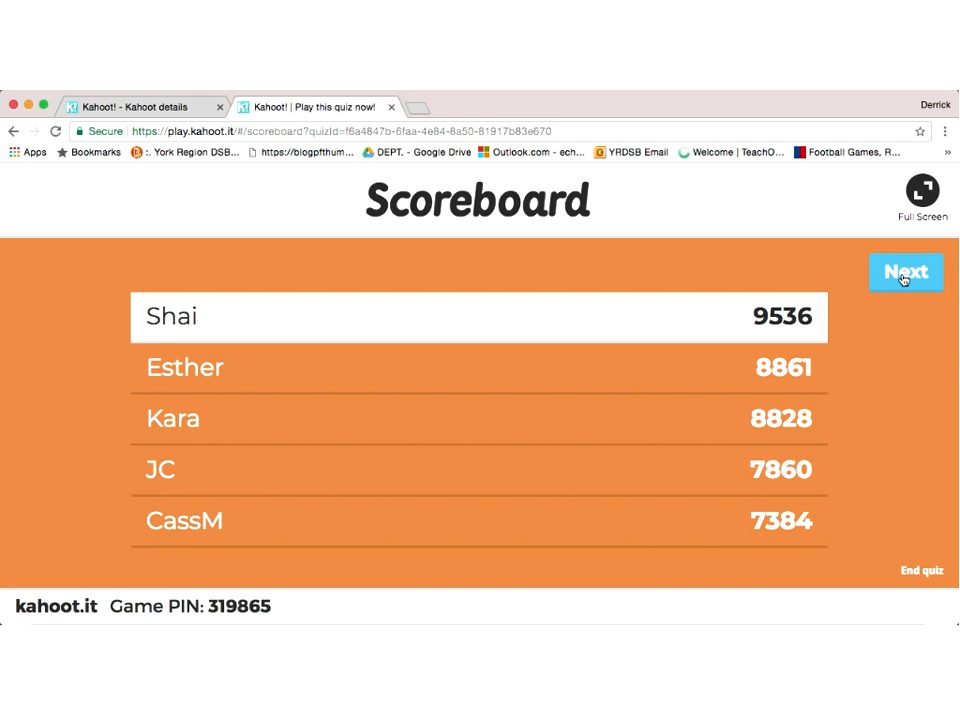 Kahoot! - Kahoot details
Kahoot! | Play this quiz now!
Derrick
Secure
https://play.kahoot.it/#/scoreboard?quizId=f6a4847b-6faa-4e84-8a50-81917b83e670
Apps
Bookmarks
:. York Region DSB...
https://blogpfthum...
DEPT. - Google Drive
Outlook.com - ech...
YRDSB Email
Welcome | TeachO...
Football Games, R...
»
Scoreboard
Full Screen
Next
Shai 9536
Esther 8861
Kara 8828
JC 7860
CassM 7384
End quiz
kahoot.it Game PIN: 319865